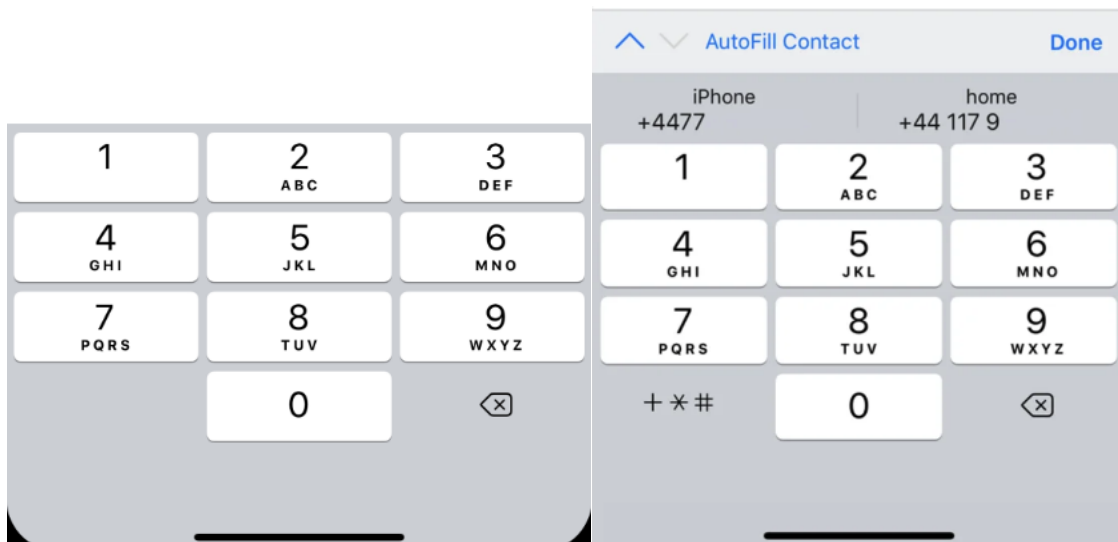 1 2 3
ABC DEF
4 5 6
GHI JKL MNO
7 8 9
PQRS TUV WXYZ
0
AutoFill Contact Done
iPhone home
+4477 +44 117 9
1 2 3
ABC DEF
4 5 6
GHI JKL MNO
7 8 9
PQRS TUV WXYZ
+*# 0